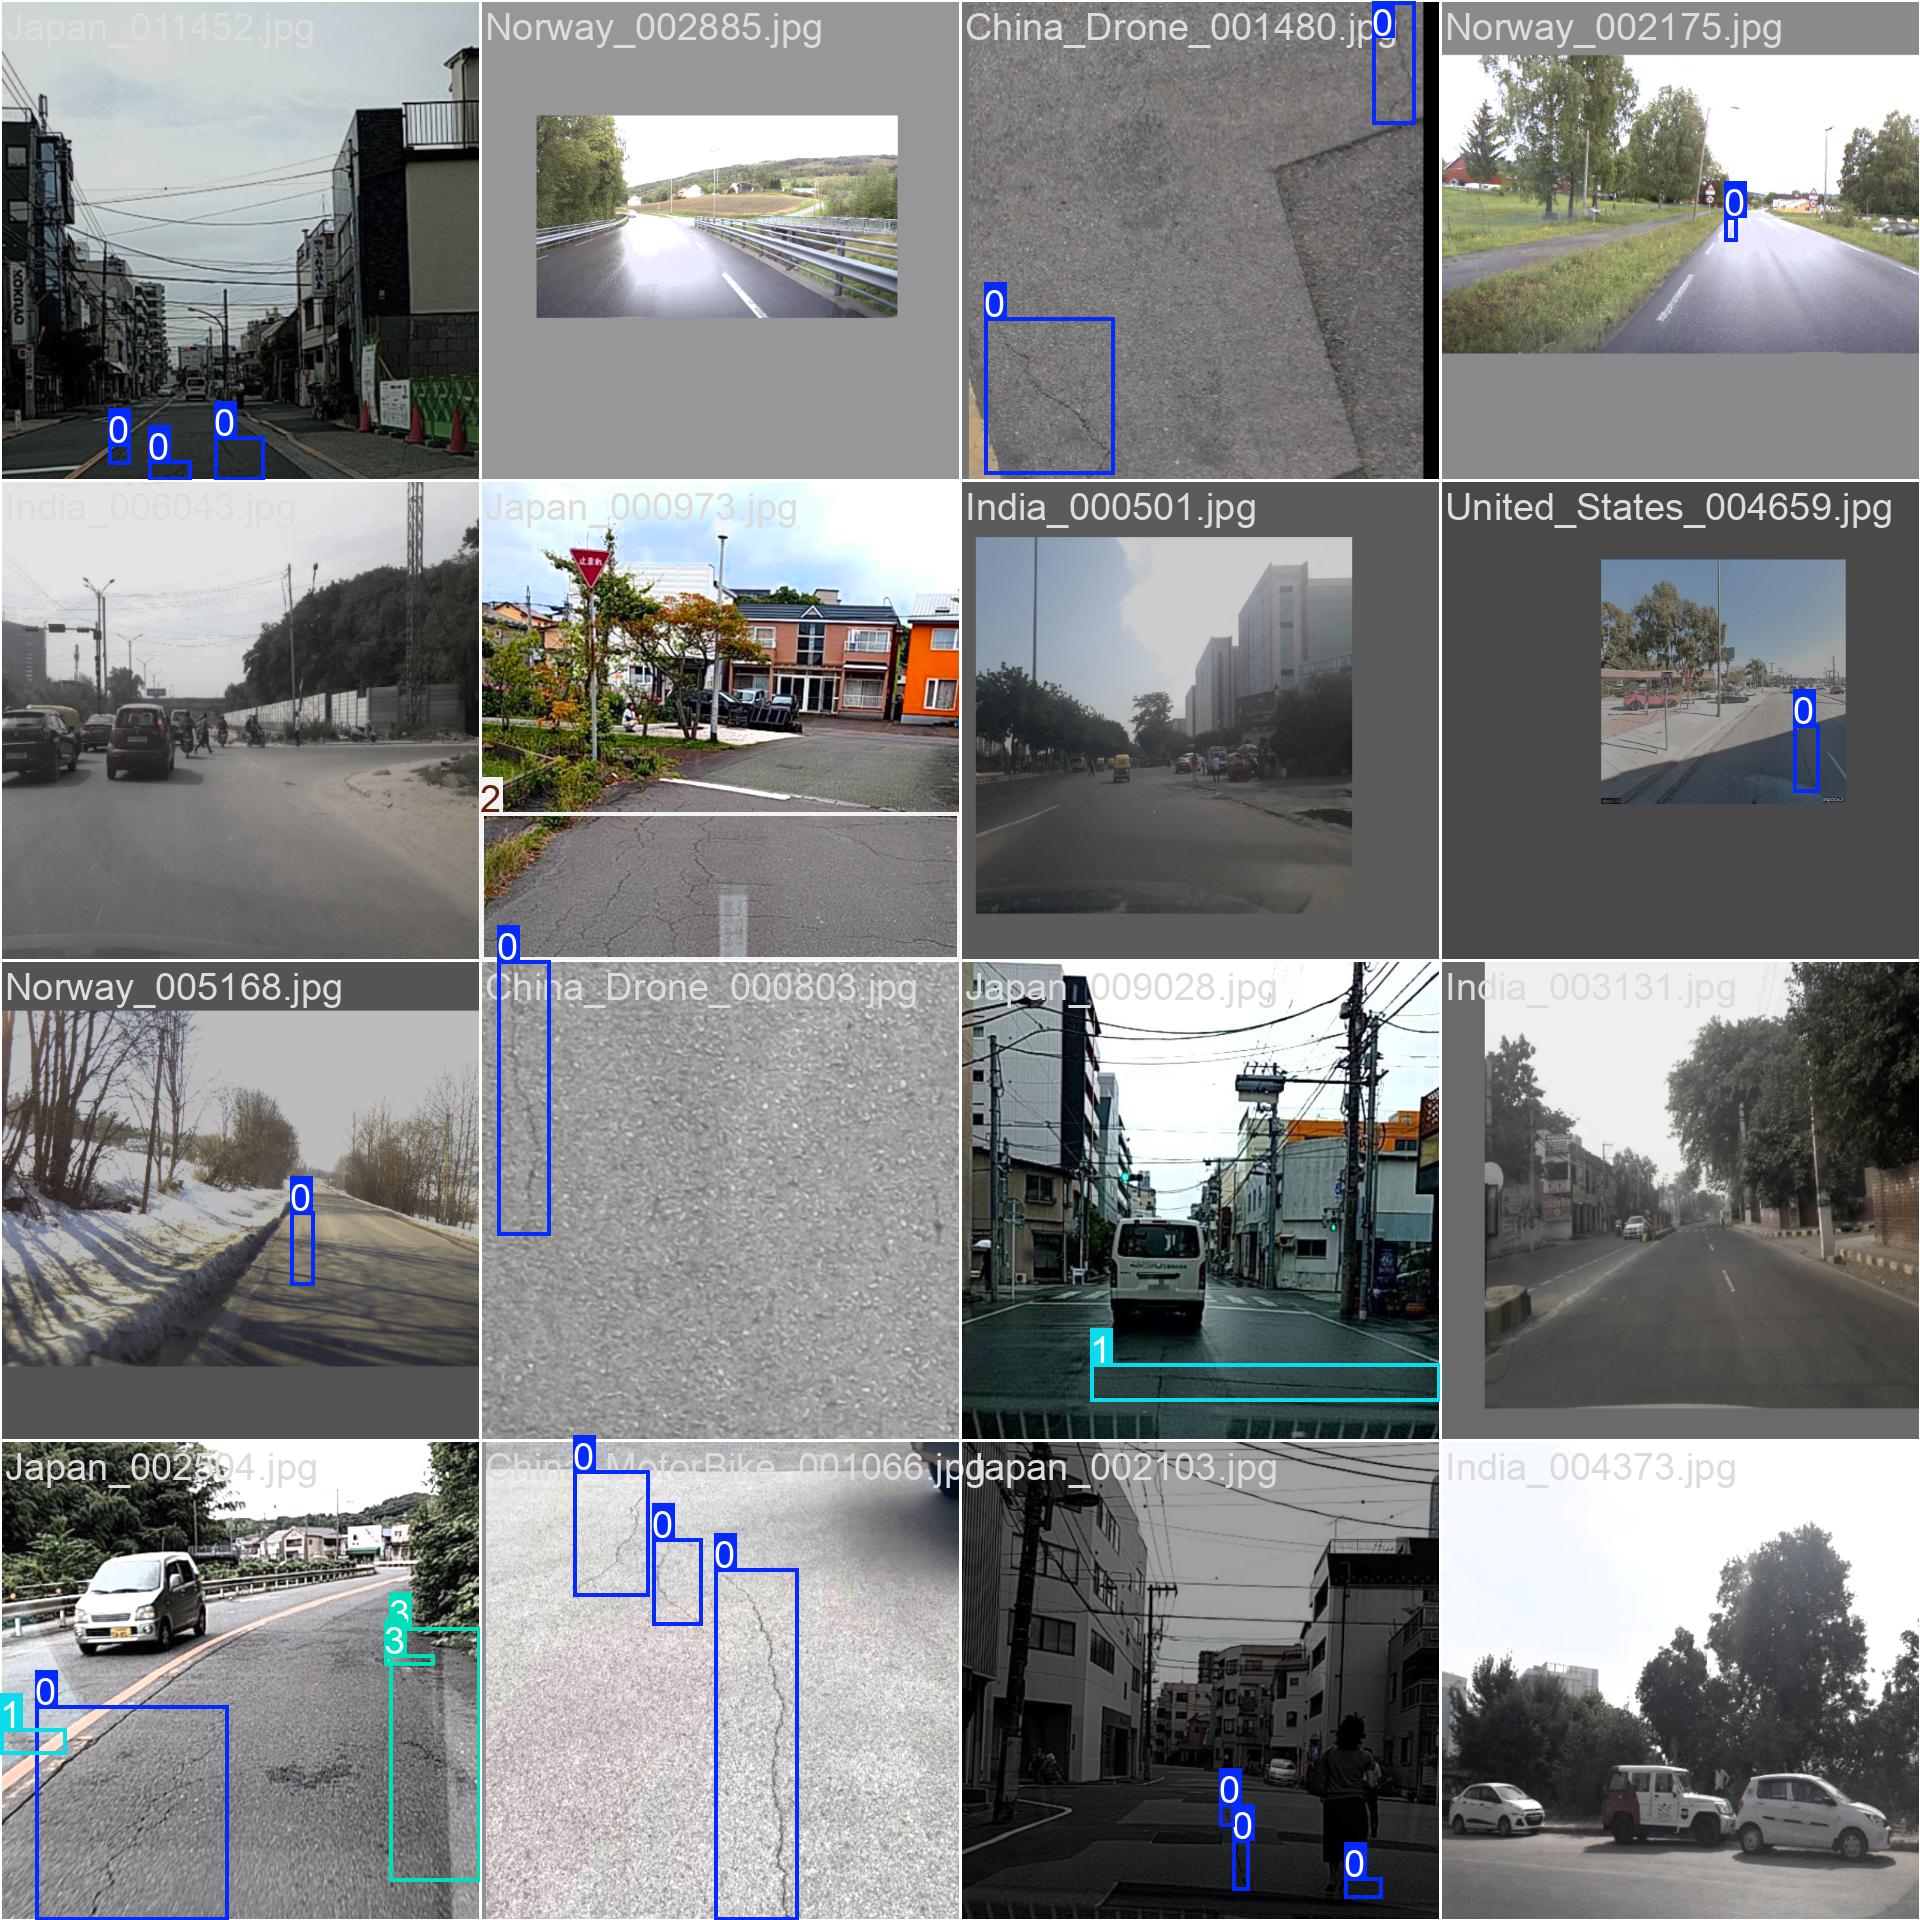 Japan_011452.jpg
Norway_002885.jpg
China_Drone_001480.jpg
0
Norway_002175.jpg
0
0
0
0
0
0
India_006043.jpg
Japan_000973.jpg
止まれ
2
0
India_000501.jpg
United_States_004659.jpg
0
Norway_005168.jpg
0
China_Drone_000803.jpg
Japan_009028.jpg
1
India_003131.jpg
Japan_002594.jpg
3
3
0
1
China_MotorBike_001066.jpg
0
0
0
Japan_002103.jpg
0
0
0
India_004373.jpg